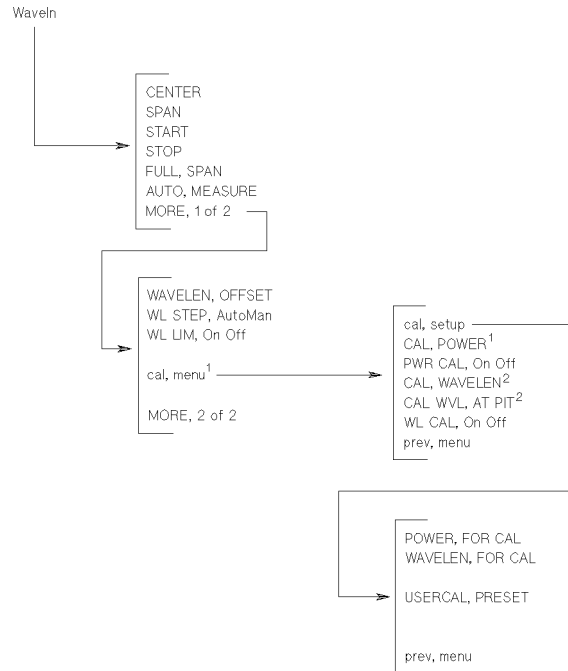 Waveln
CENTER
SPAN
START
STOP
FULL, SPAN
AUTO, MEASURE
MORE, 1 of 2
WAVELEN, OFFSET
WL STEP, AutoMan
WL LIM, On Off
cal, menu¹
MORE, 2 of 2
cal, setup
CAL, POWER¹
PWR CAL, On Off
CAL, WAVELEN²
CAL WVL, AT PIT²
WL CAL, On Off
prev, menu
POWER, FOR CAL
WAVELEN, FOR CAL
USERCAL, PRESET
prev, menu